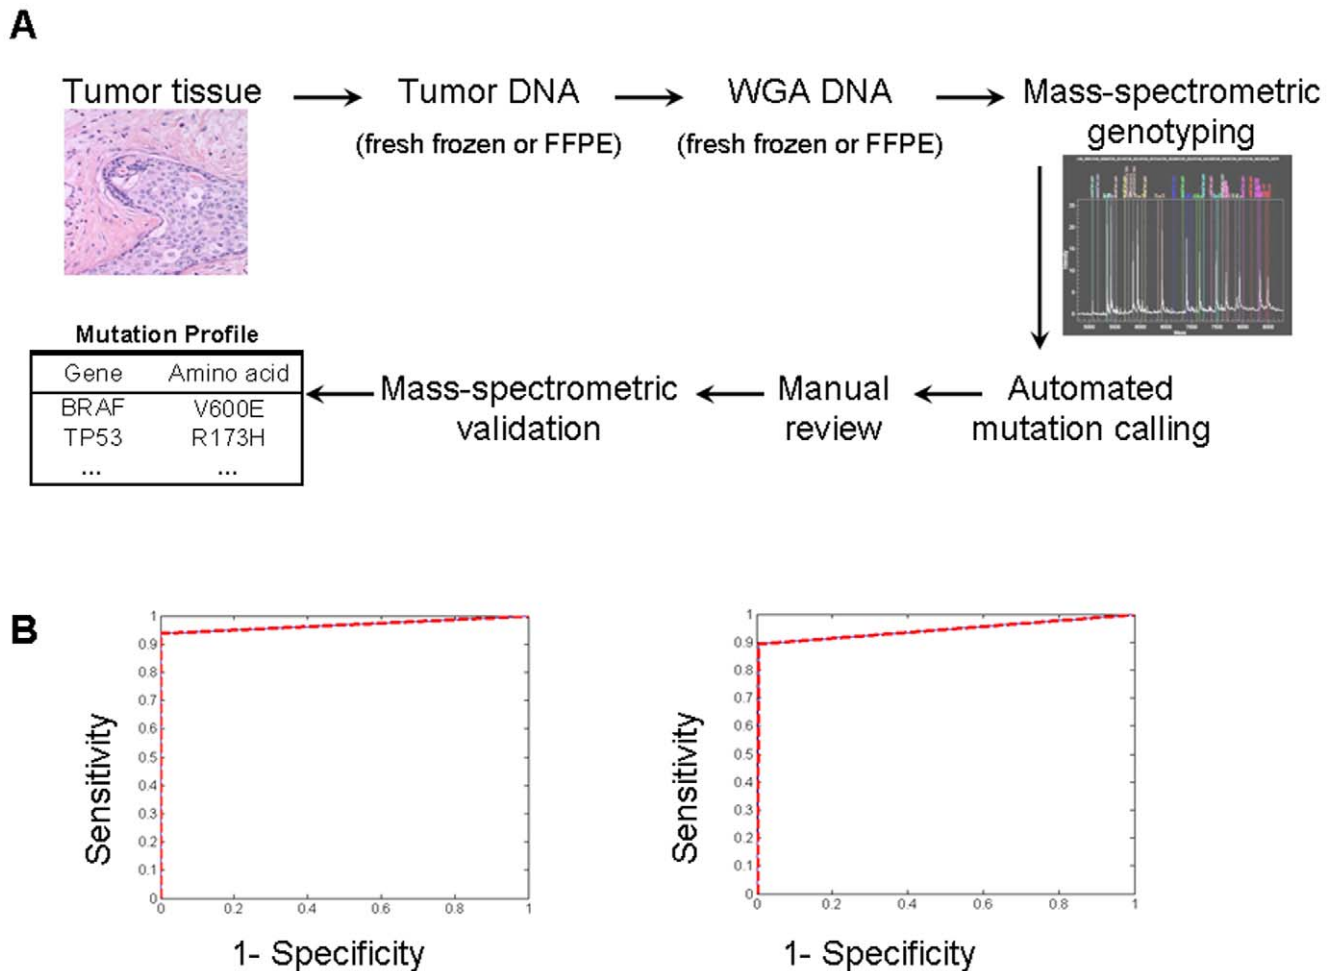 A
Tumor tissue
Tumor DNA
(fresh frozen or FFPE)
WGA DNA
(fresh frozen or FFPE)
Mass-spectrometric
genotyping
Automated
mutation calling
Manual
review
Mass-spectrometric
validation
Mutation Profile
Gene Amino acid
BRAF V600E
TP53 R173H
... ...
B
1
0.9
0.8
0.7
0.6
0.5
0.4
0.3
0.2
0.1
0
0 0.2 0.4 0.6 0.8 1
Sensitivity
1- Specificity
1
0.9
0.8
0.7
0.6
0.5
0.4
0.3
0.2
0.1
0
0 0.2 0.4 0.6 0.8 1
Sensitivity
1- Specificity